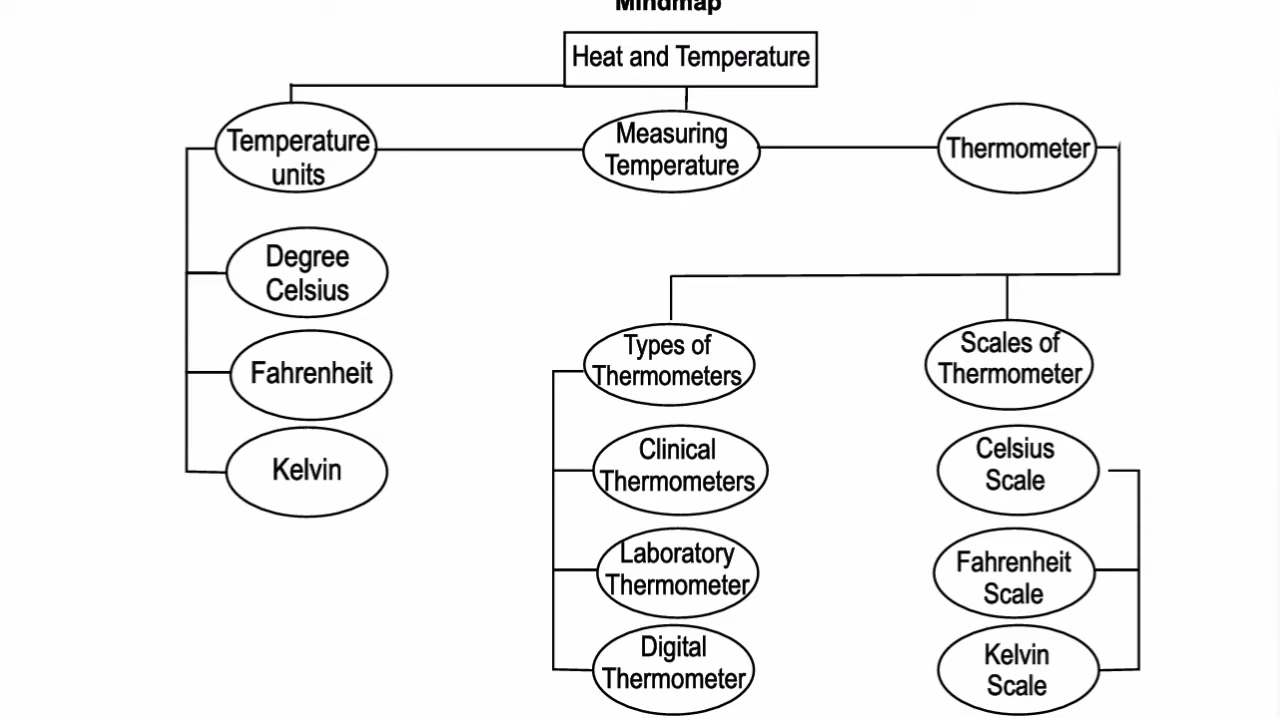 Mindmap
Heat and Temperature
Temperature
units
Measuring
Temperature
Thermometer
Degree
Celsius
Fahrenheit
Kelvin
Types of
Thermometers
Clinical
Thermometers
Laboratory
Thermometer
Digital
Thermometer
Scales of
Thermometer
Celsius
Scale
Fahrenheit
Scale
Kelvin
Scale